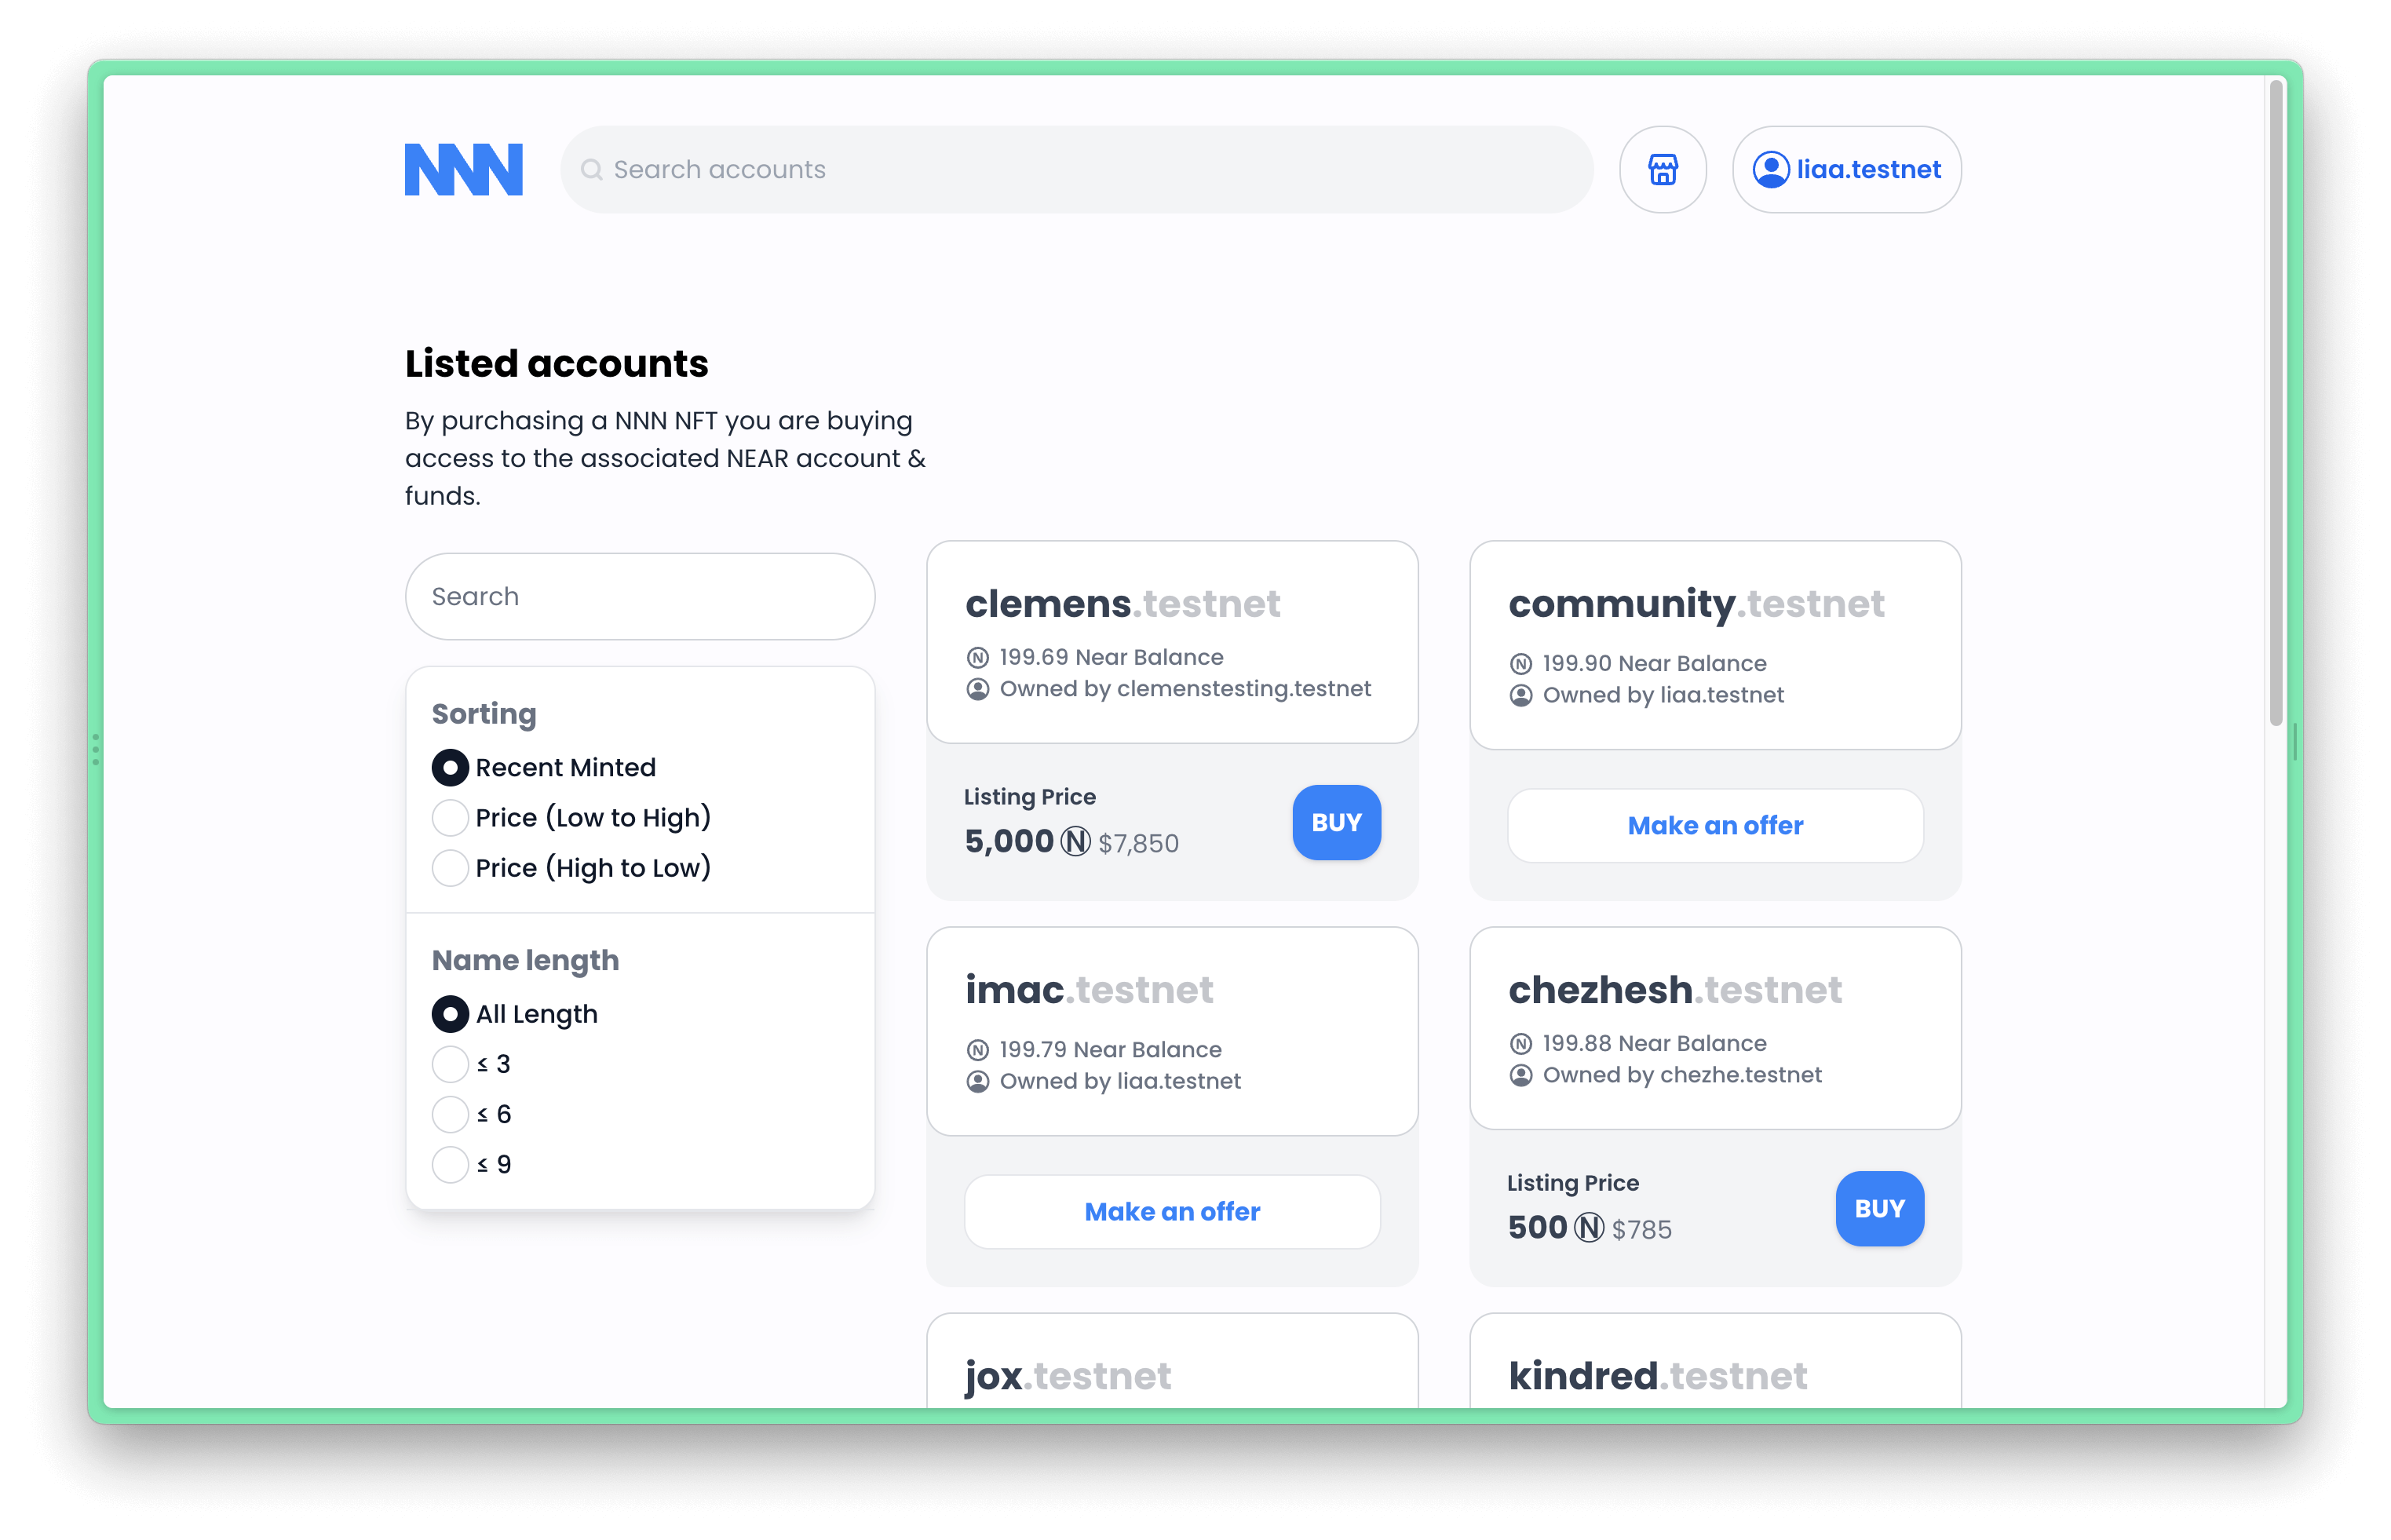 NNN
Search accounts
liaa.testnet
Listed accounts
By purchasing a NNN NFT you are buying
access to the associated NEAR account &
funds.
Search
Sorting
Recent Minted
Price (Low to High)
Price (High to Low)
Name length
All Length
≤ 3
≤ 6
≤ 9
clemens.testnet
N 199.69 Near Balance
Owned by clemenstesting.testnet
Listing Price
5,000 N $7,850
BUY
community.testnet
N 199.90 Near Balance
Owned by liaa.testnet
Make an offer
imac.testnet
N 199.79 Near Balance
Owned by liaa.testnet
Make an offer
chezhesh.testnet
N 199.88 Near Balance
Owned by chezhe.testnet
Listing Price
500 N $785
BUY
jox.testnet
kindred.testnet